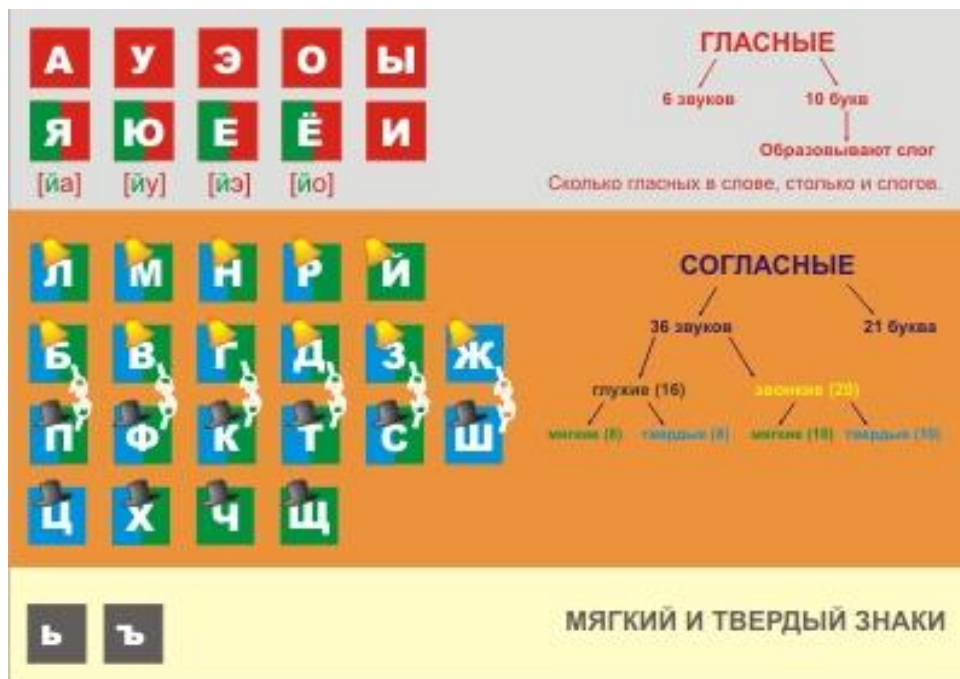 А У Э О Ы
Я Ю Е Ё И
[йа] [йу] [йэ] [йо]
ГЛАСНЫЕ
6 звуков 10 букв
Образовывают слог
Сколько гласных в слове, столько и слогов.
Л М Н Р Й
Б В Г Д З Ж
П Ф К Т С Ш
Ц Х Ч Щ
СОГЛАСНЫЕ
36 звуков 21 буква
глухие (16) звонкие (20)
мягкие (8) твердые (8) мягкие (10) твердые (10)
ь ъ
МЯГКИЙ И ТВЕРДЫЙ ЗНАКИ